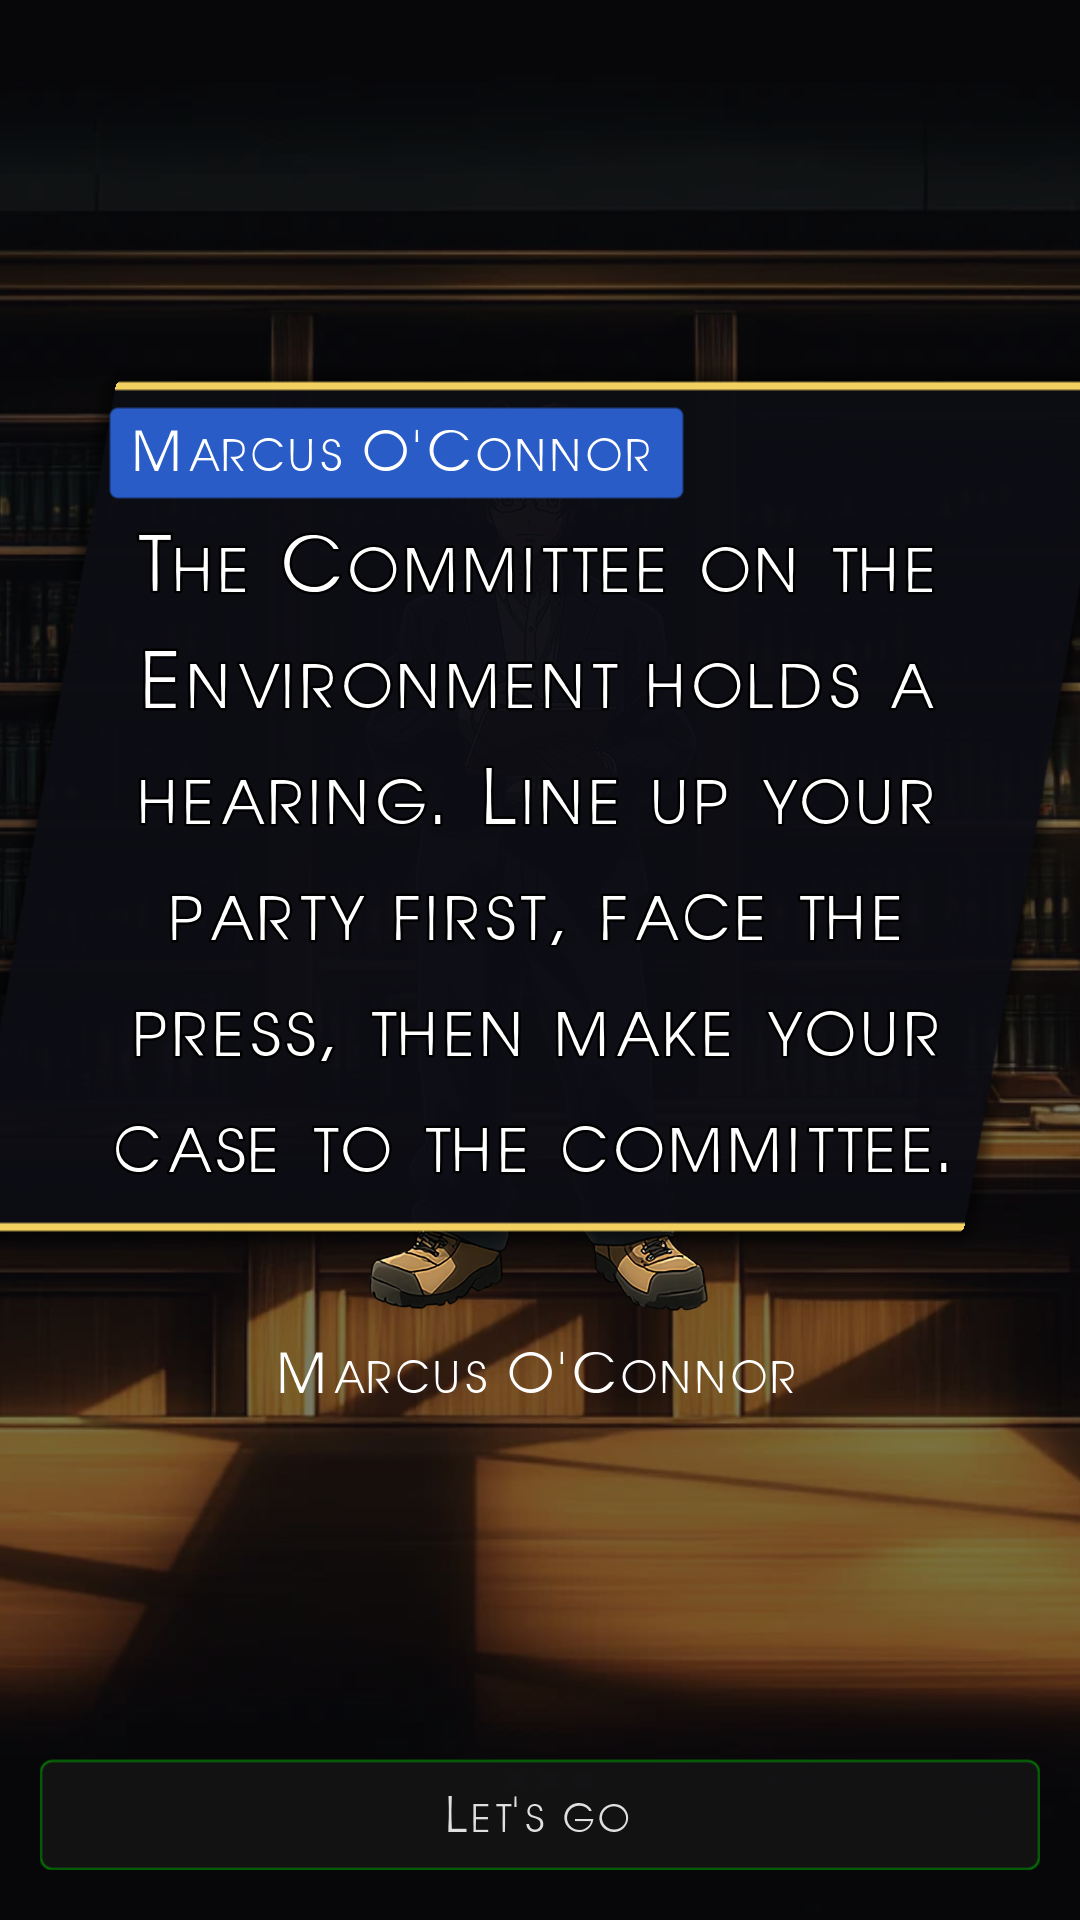 Marcus O'Connor
The Committee on the
Environment holds a
hearing. Line up your
party first, face the
press, then make your
case to the committee.
Marcus O'Connor
Let's go